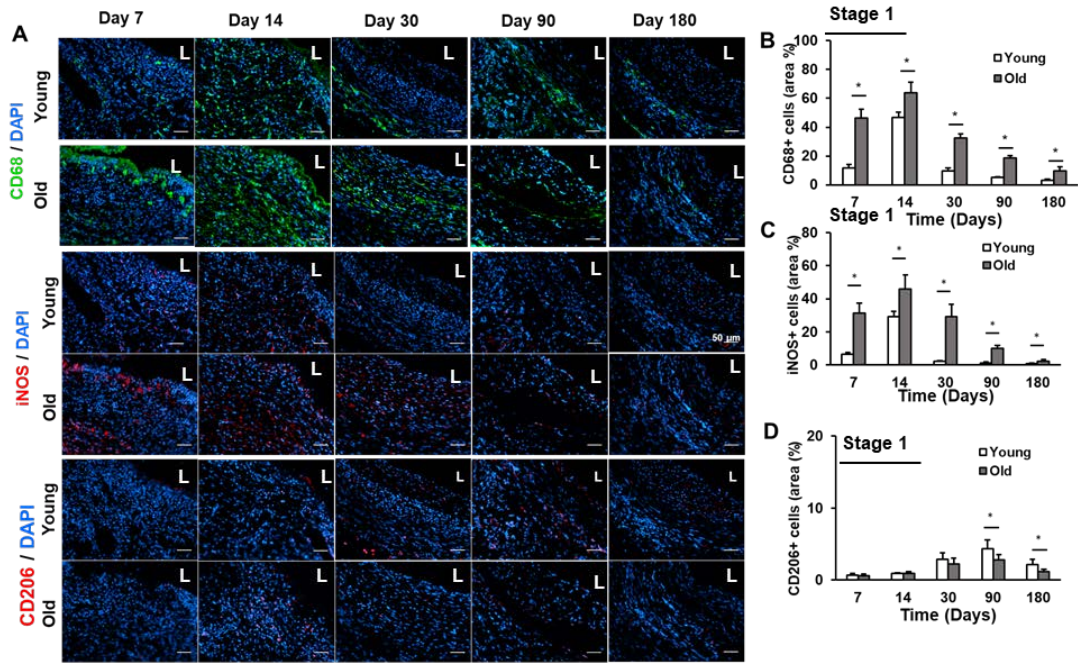 Day 7 Day 14 Day 30 Day 90 Day 180
A
CD68 / DAPI
Young
L L L L L
Old
L L L L L
iNOS / DAPI
Young
L L L L L
50 µm
Old
L L L L L
CD206 / DAPI
Young
L L L L L
Old
L L L L L
B
Stage 1
CD68+ cells (area %)
100
80
60
40
20
0
Young
Old
* * * * *
7 14 30 90 180
Time (Days)
C
Stage 1
iNOS+ cells (area %)
80
60
40
20
0
Young
Old
* * * * *
7 14 30 90 180
Time (Days)
D
Stage 1
CD206+ cells (area (%)
20
10
0
Young
Old
* *
7 14 30 90 180
Time (Days)